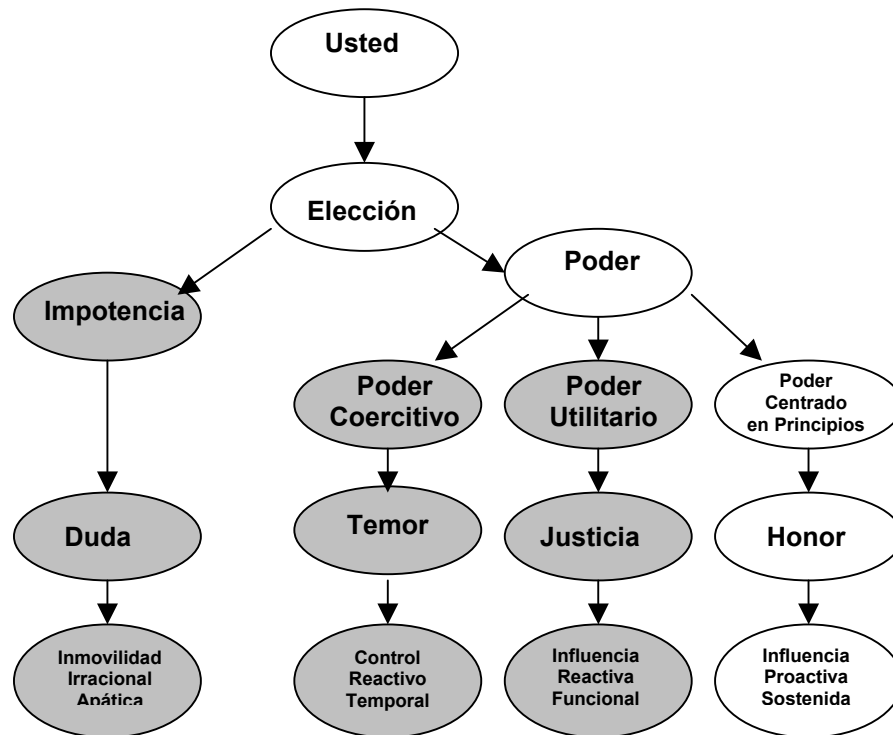 Usted
Elección
Poder
Impotencia
Poder
Coercitivo
Poder
Utilitario
Poder
Centrado
en Principios
Duda
Temor
Justicia
Honor
Inmovilidad
Irracional
Apática
Control
Reactivo
Temporal
Influencia
Reactiva
Funcional
Influencia
Proactiva
Sostenida